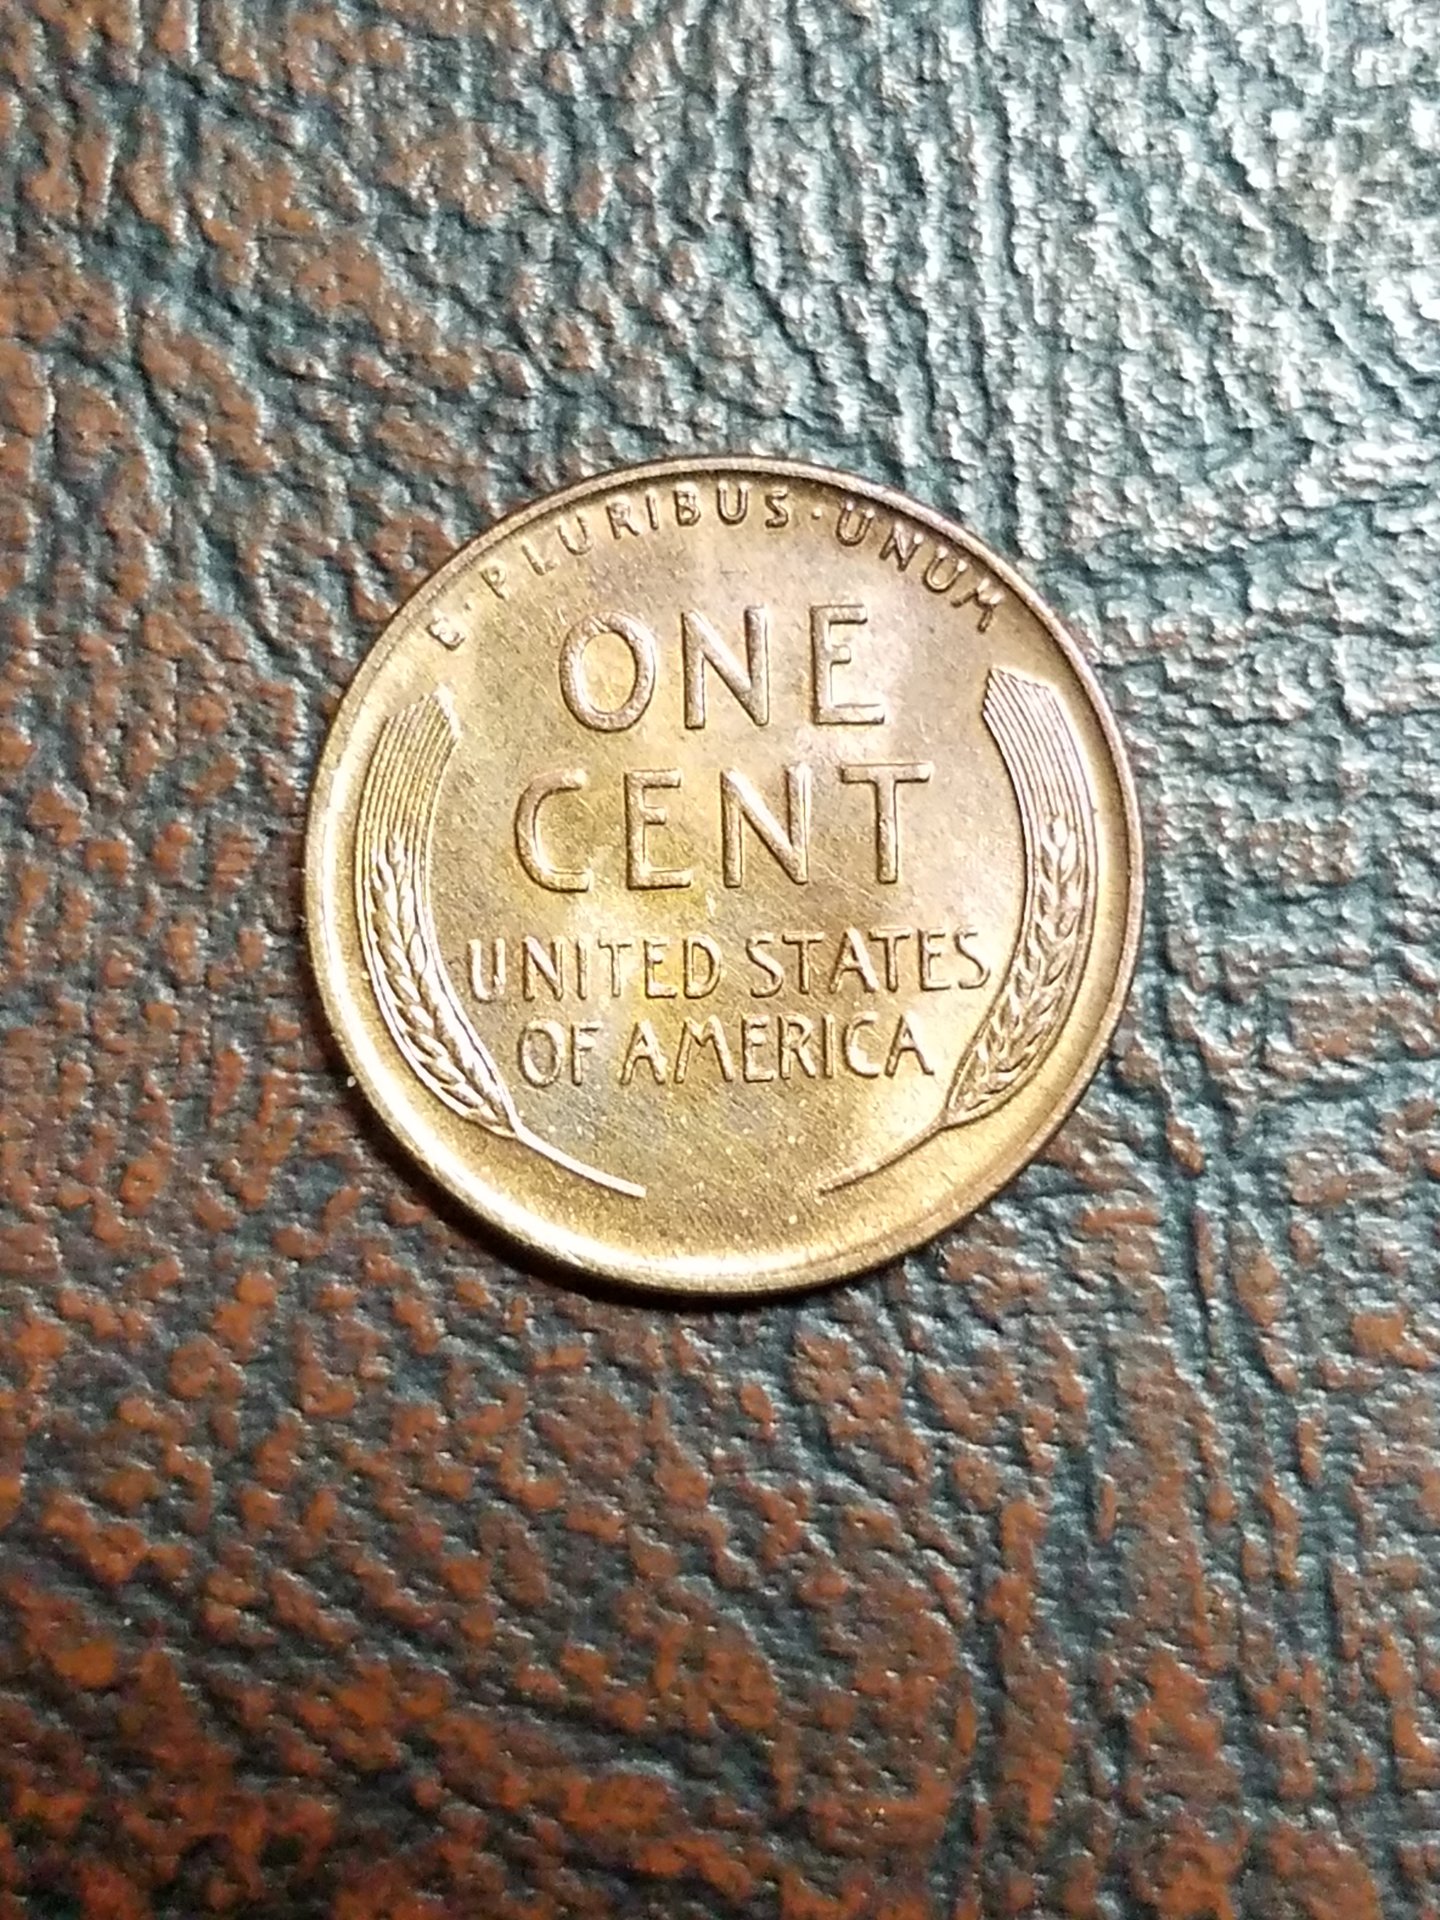 E·PLURIBUS·UNUM
ONE
CENT
UNITED STATES
OF AMERICA